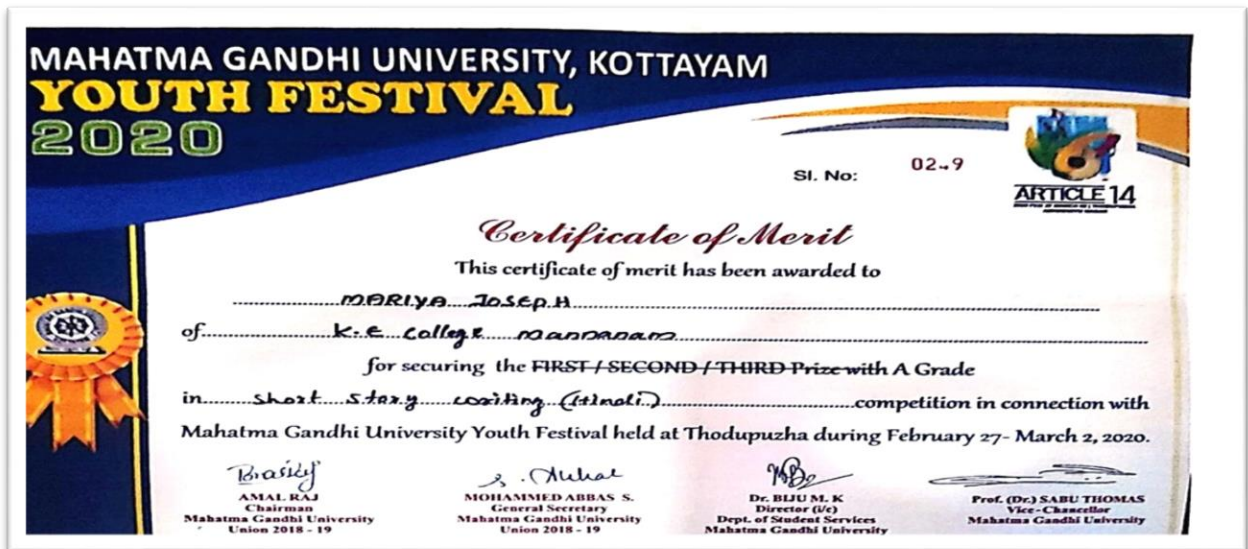 MAHATMA GANDHI UNIVERSITY, KOTTAYAM
YOUTH FESTIVAL
2020
Sl. No:
ARTICLE 14
Certificate of Merit
This certificate of merit has been awarded to
MARIYA JOSEPH
of K.E College Mannanam
for securing the FIRST / SECOND / THIRD Prize with A Grade
in Short Story writing (Hindi) competition in connection with
Mahatma Gandhi University Youth Festival held at Thodupuzha during February 27- March 2, 2020.
AMAL RAJ
Chairman
Mahatma Gandhi University
Union 2018 - 19
MOHAMMED ABBAS S.
General Secretary
Mahatma Gandhi University
Union 2018 - 19
Dr. BIJU M. K
Director (i/c)
Dept. of Student Services
Mahatma Gandhi University
Prof. (Dr.) SABU THOMAS
Vice-Chancellor
Mahatma Gandhi University